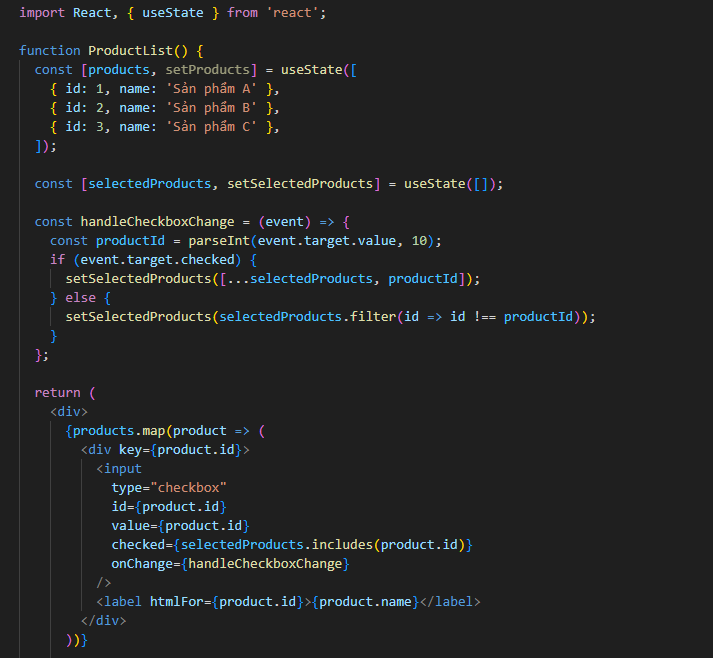 import React, { useState } from 'react';
function ProductList() {
const [products, setProducts] = useState([
{ id: 1, name: 'Sản phẩm A' },
{ id: 2, name: 'Sản phẩm B' },
{ id: 3, name: 'Sản phẩm C' },
]);
const [selectedProducts, setSelectedProducts] = useState([]);
const handleCheckboxChange = (event) => {
const productId = parseInt(event.target.value, 10);
if (event.target.checked) {
setSelectedProducts([...selectedProducts, productId]);
} else {
setSelectedProducts(selectedProducts.filter(id => id !== productId));
}
};
return (
<div>
{products.map(product => (
<div key={product.id}>
<input
type="checkbox"
id={product.id}
value={product.id}
checked={selectedProducts.includes(product.id)}
onChange={handleCheckboxChange}
/>
<label htmlFor={product.id}>{product.name}</label>
</div>
))}